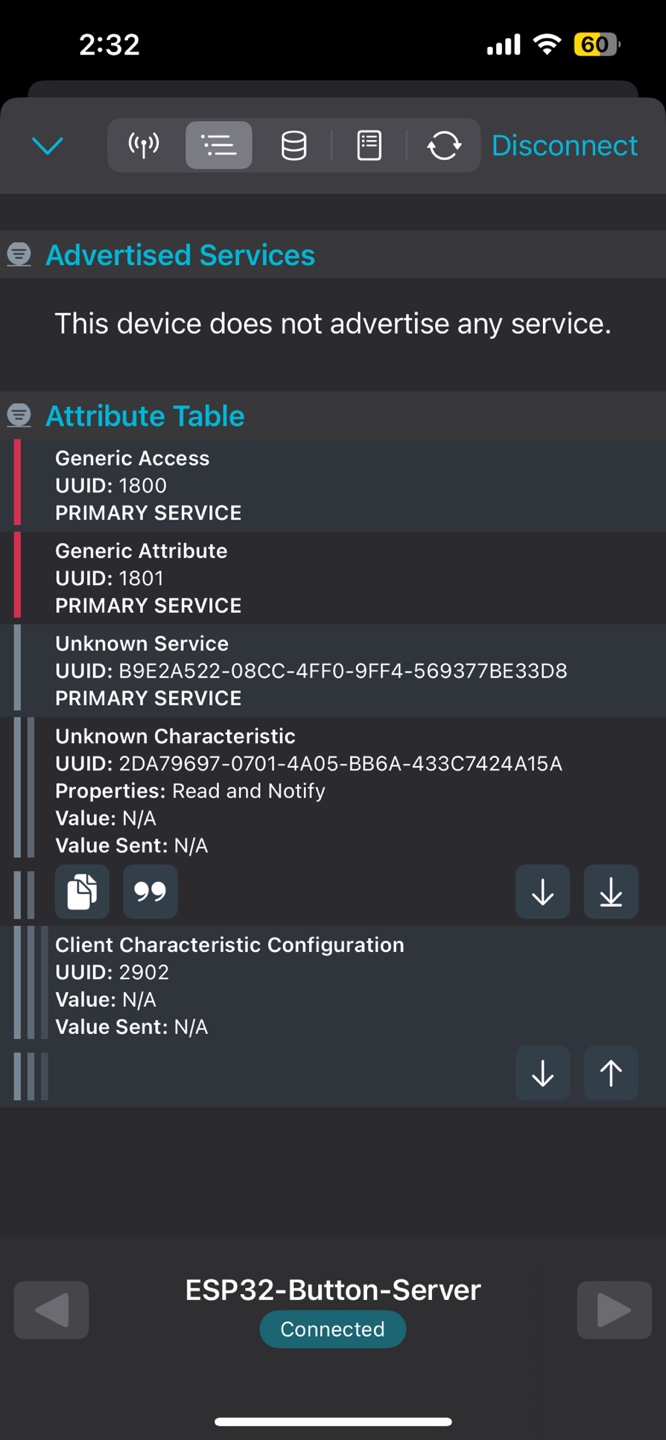 2:32
60
Disconnect
Advertised Services
This device does not advertise any service.
Attribute Table
Generic Access
UUID: 1800
PRIMARY SERVICE
Generic Attribute
UUID: 1801
PRIMARY SERVICE
Unknown Service
UUID: B9E2A522-08CC-4FF0-9FF4-569377BE33D8
PRIMARY SERVICE
Unknown Characteristic
UUID: 2DA79697-0701-4A05-BB6A-433C7424A15A
Properties: Read and Notify
Value: N/A
Value Sent: N/A
Client Characteristic Configuration
UUID: 2902
Value: N/A
Value Sent: N/A
ESP32-Button-Server
Connected